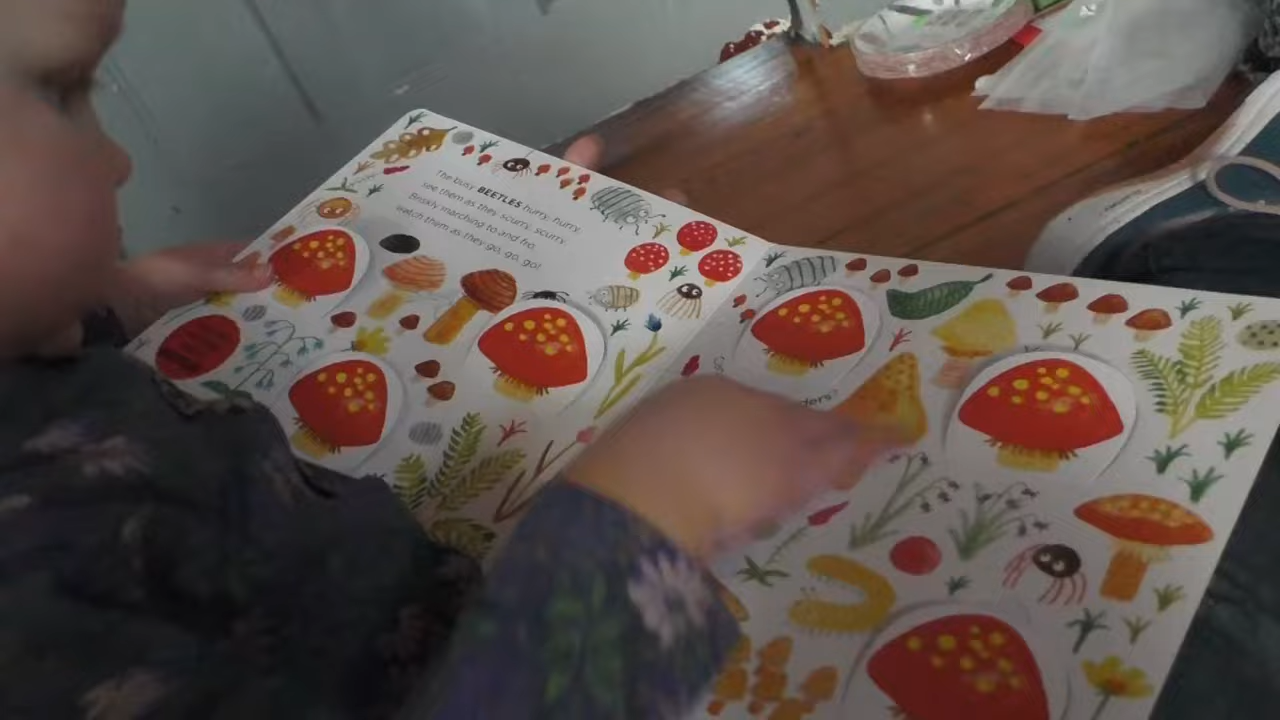 The busy BEETLES hurry, hurry,
see them as they scurry, scurry.
Briskly marching to and fro,
watch them as they go, go, go!